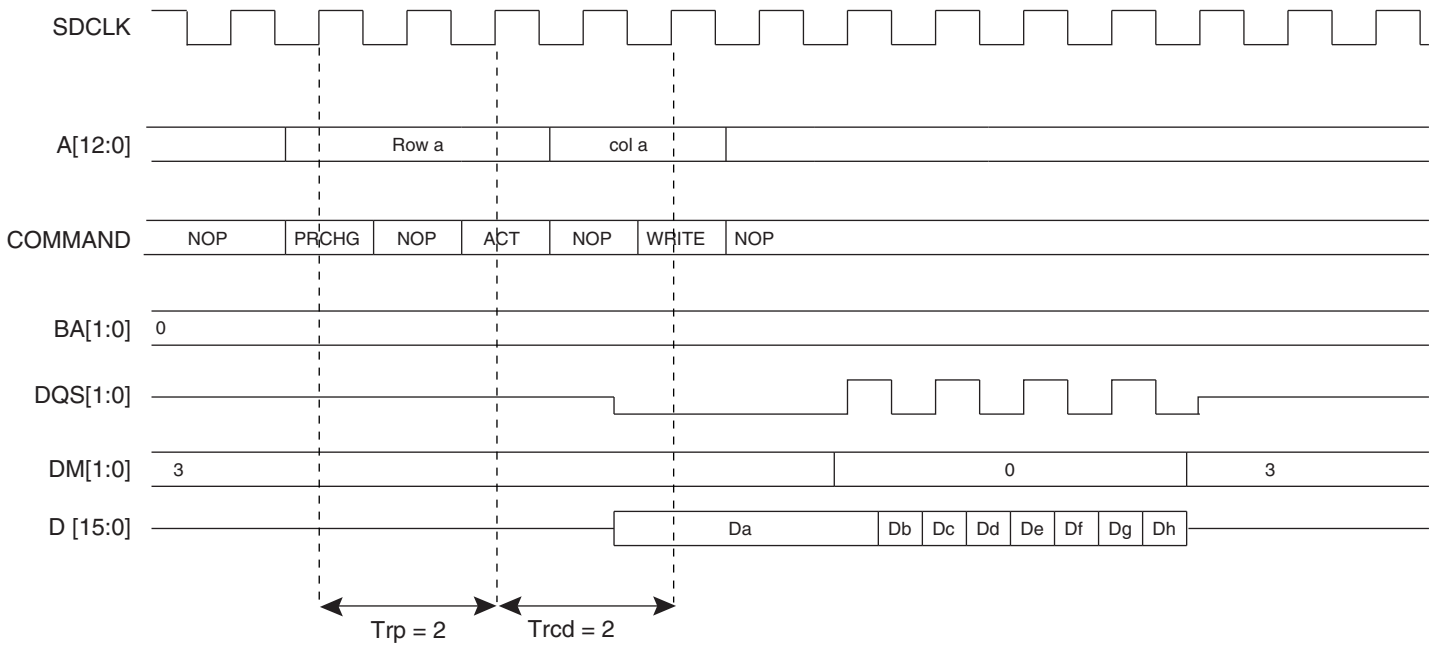 SDCLK
A[12:0] Row a col a
COMMAND NOP PRCHG NOP ACT NOP WRITE NOP
BA[1:0] 0
DQS[1:0]
DM[1:0] 3 0 3
D [15:0] Da Db Dc Dd De Df Dg Dh
Trp = 2 Trcd = 2